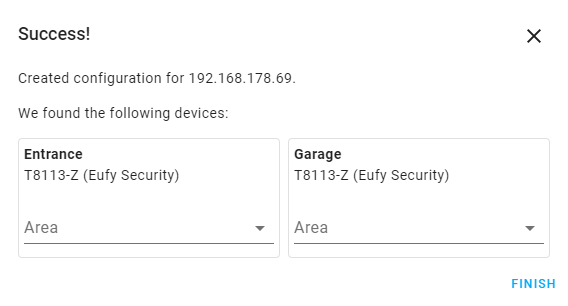 Success!
Created configuration for 192.168.178.69.
We found the following devices:
Entrance
T8113-Z (Eufy Security)
Area
Garage
T8113-Z (Eufy Security)
Area
FINISH